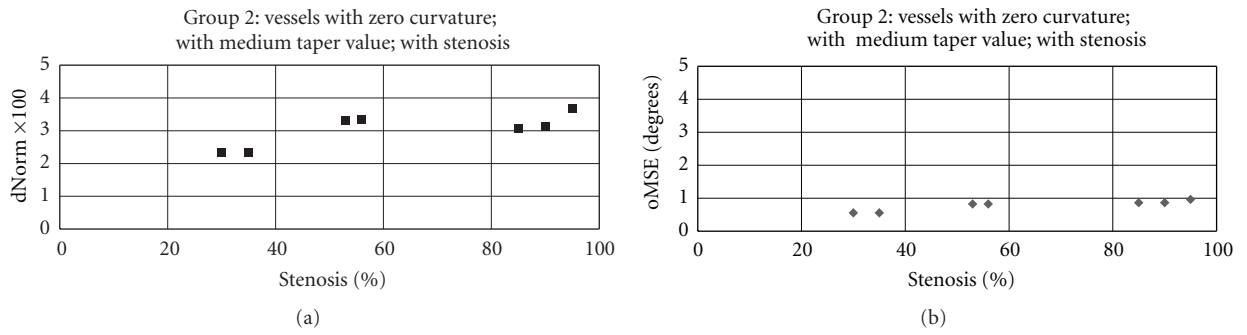 Group 2: vessels with zero curvature;
with medium taper value; with stenosis
5
4
3
2
1
0
dNorm ×100
0 20 40 60 80 100
Stenosis (%)
(a)
Group 2: vessels with zero curvature;
with medium taper value; with stenosis
5
4
3
2
1
0
oMSE (degrees)
0 20 40 60 80 100
Stenosis (%)
(b)